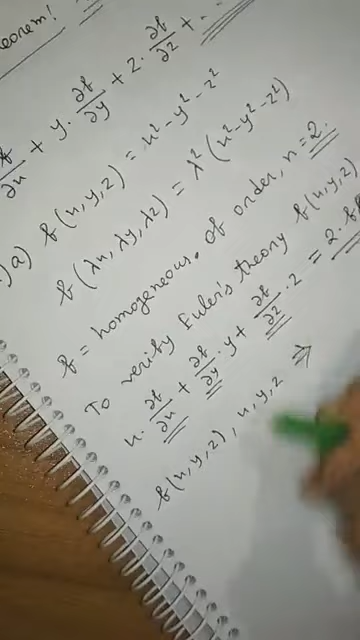 eorem!
∂f/∂x + y · ∂f/∂y + z · ∂f/∂z + - -
.) a) f(x, y, z) = x² - y² - z²
f(λx, λy, λz) = λ²(x² - y² - z²)
f = homogeneous. of order, n = 2.
To verify Euler's theory f(x, y, z)
x · ∂f/∂x + ∂f/∂y · y + ∂f/∂z · z = 2 · f
f(x, y, z), x, y, z ⇒